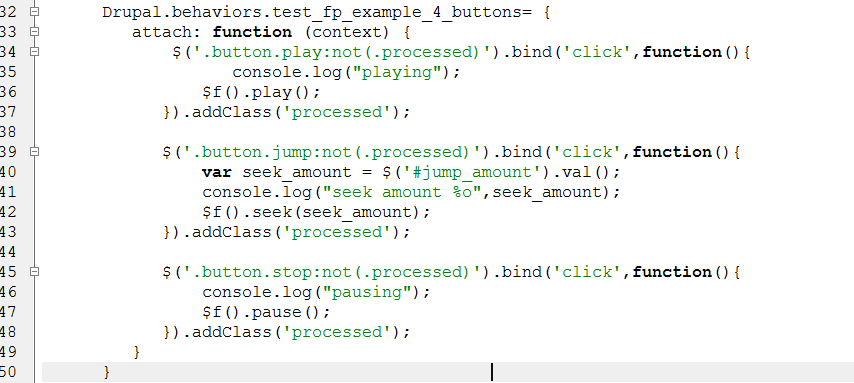 32 Drupal.behaviors.test_fp_example_4_buttons= {
33 attach: function (context) {
34 $('.button.play:not(.processed)').bind('click',function(){
35 console.log("playing");
36 $f().play();
37 }).addClass('processed');
38
39 $('.button.jump:not(.processed)').bind('click',function(){
40 var seek_amount = $('#jump_amount').val();
41 console.log("seek amount %o",seek_amount);
42 $f().seek(seek_amount);
43 }).addClass('processed');
44
45 $('.button.stop:not(.processed)').bind('click',function(){
46 console.log("pausing");
47 $f().pause();
48 }).addClass('processed');
49 }
50 }